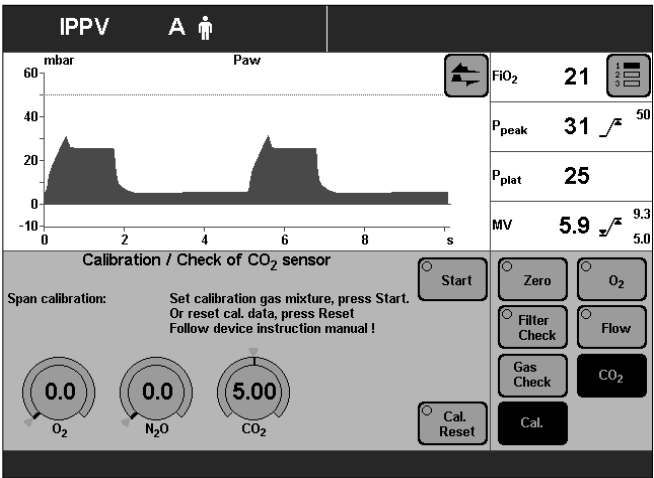 IPPV A
mbar Paw
60
40
20
0
-10
0 2 4 6 8 s
FiO2 21
1
2
3
Ppeak 31 50
Pplat 25
MV 5.9 9.3
5.0
Calibration / Check of CO2 sensor
Span calibration:
Set calibration gas mixture, press Start.
Or reset cal. data, press Reset
Follow device instruction manual !
0.0
O2
0.0
N2O
5.00
CO2
Start
Cal.
Reset
Zero
O2
Filter
Check
Flow
Gas
Check
CO2
Cal.